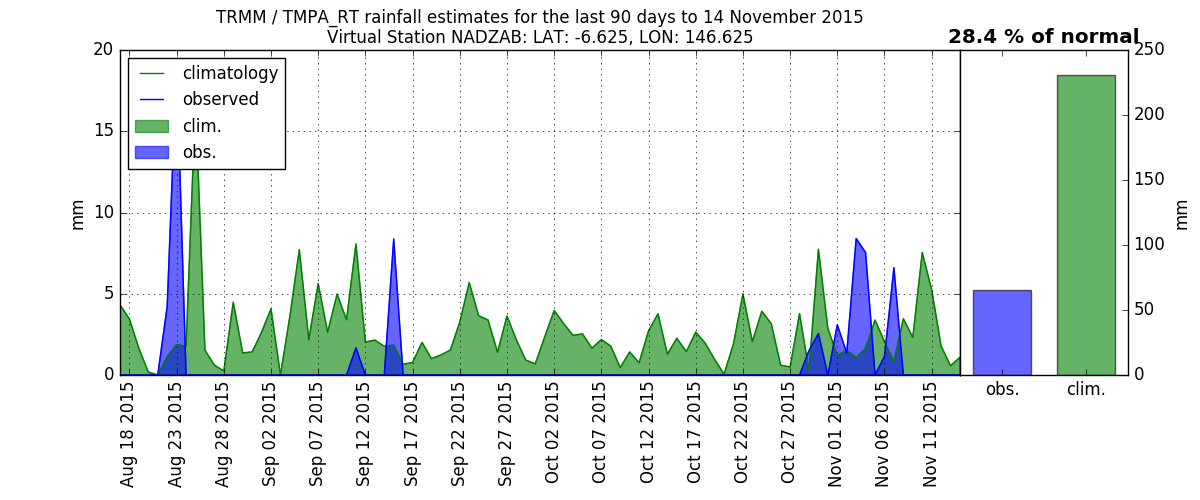 TRMM / TMPA_RT rainfall estimates for the last 90 days to 14 November 2015
Virtual Station NADZAB: LAT: -6.625, LON: 146.625
28.4 % of normal
climatology
observed
clim.
obs.
mm
20
15
10
5
0
Aug 18 2015
Aug 23 2015
Aug 28 2015
Sep 02 2015
Sep 07 2015
Sep 12 2015
Sep 17 2015
Sep 22 2015
Sep 27 2015
Oct 02 2015
Oct 07 2015
Oct 12 2015
Oct 17 2015
Oct 22 2015
Oct 27 2015
Nov 01 2015
Nov 06 2015
Nov 11 2015
250
200
150
100
50
0
mm
obs.
clim.